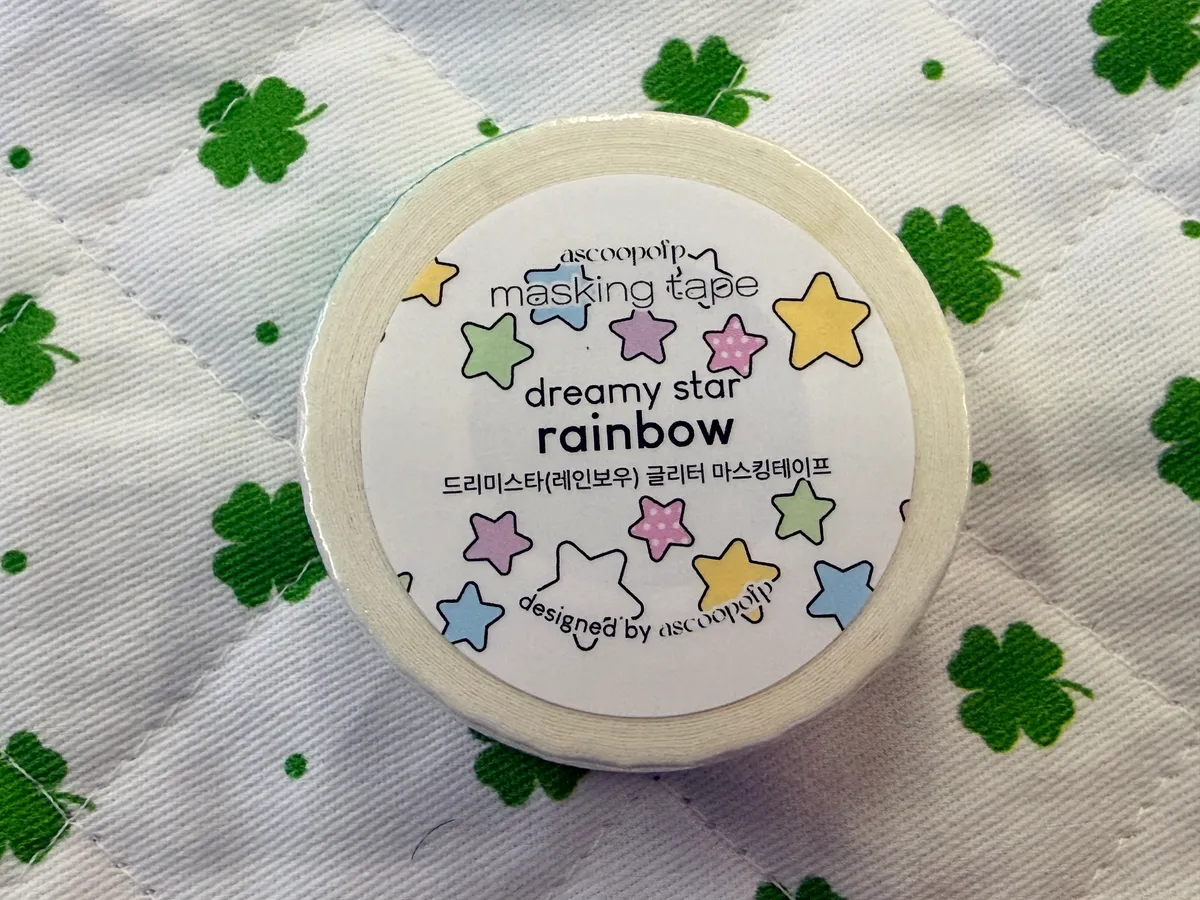 ascoopofp
masking tape
dreamy star
rainbow
드리미스타(레인보우) 글리터 마스킹테이프
designed by ascoopofp